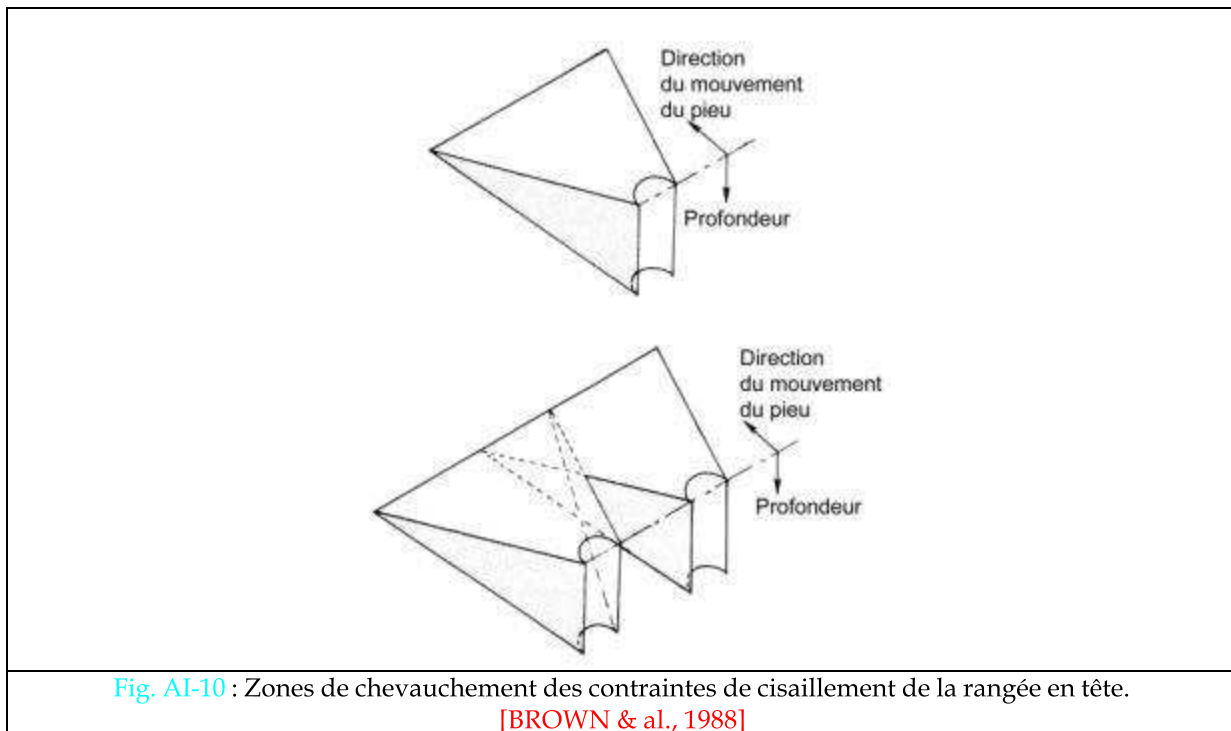 Direction
du mouvement
du pieu
Profondeur
Direction
du mouvement
du pieu
Profondeur
Fig. AI-10 : Zones de chevauchement des contraintes de cisaillement de la rangée en tête.
[BROWN & al., 1988]